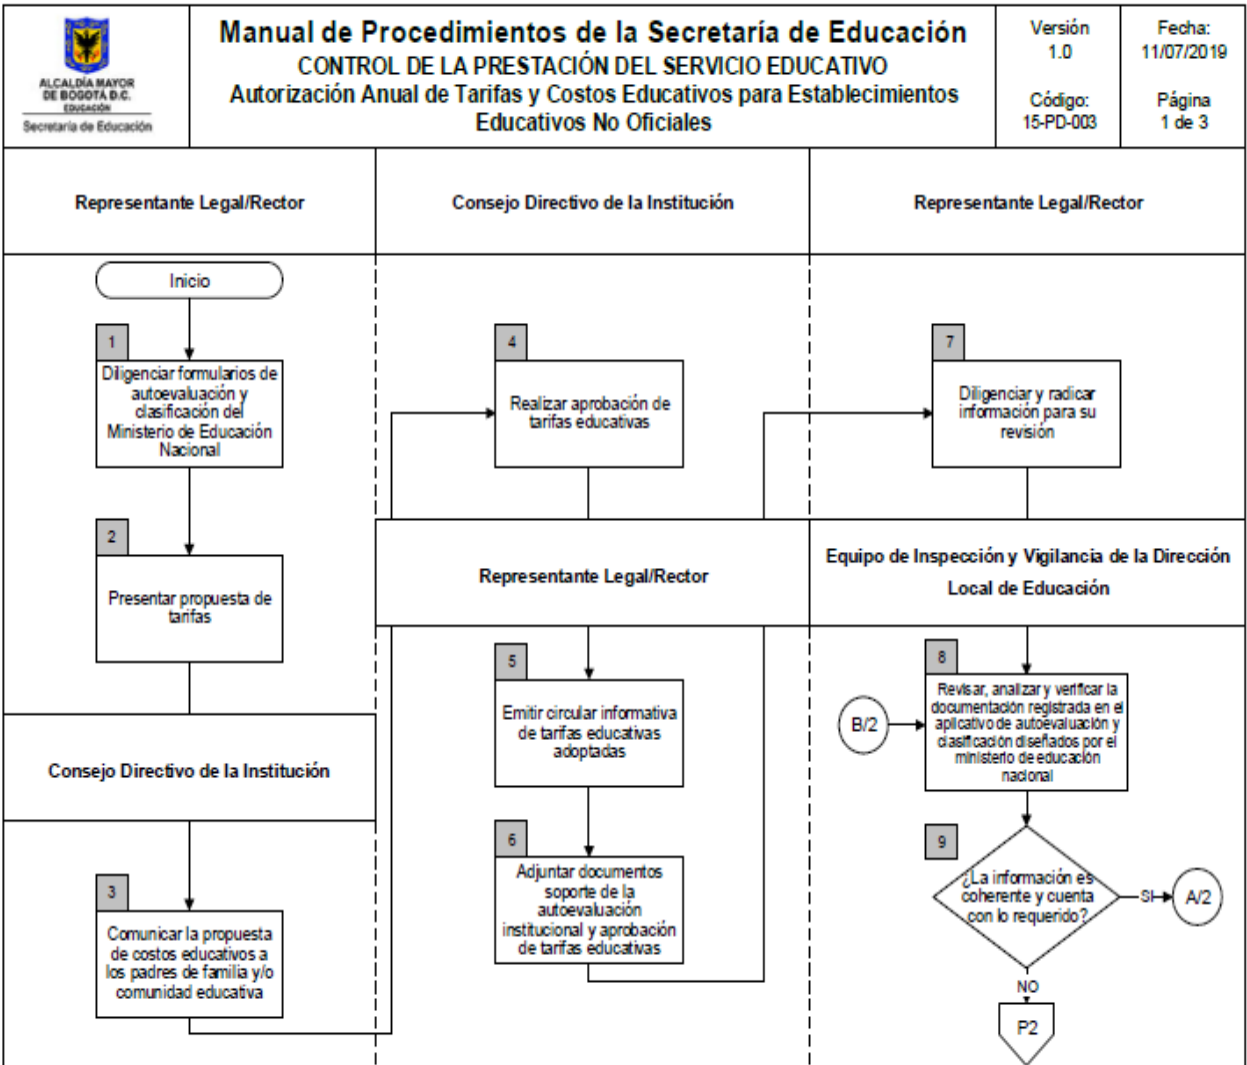 ALCALDÍA MAYOR
DE BOGOTÁ D.C.
EDUCACIÓN
Secretaría de Educación
Manual de Procedimientos de la Secretaría de Educación
CONTROL DE LA PRESTACIÓN DEL SERVICIO EDUCATIVO
Autorización Anual de Tarifas y Costos Educativos para Establecimientos
Educativos No Oficiales
Versión
1.0
Código:
15-PD-003
Fecha:
11/07/2019
Página
1 de 3
Representante Legal/Rector
Inicio
1
Diligenciar formularios de
autoevaluación y
clasificación del
Ministerio de Educación
Nacional
2
Presentar propuesta de
tarifas
Consejo Directivo de la Institución
3
Comunicar la propuesta
de costos educativos a
los padres de familia y/o
comunidad educativa
Consejo Directivo de la Institución
4
Realizar aprobación de
tarifas educativas
Representante Legal/Rector
5
Emitir circular informativa
de tarifas educativas
adoptadas
6
Adjuntar documentos
soporte de la
autoevaluación
institucional y aprobación
de tarifas educativas
Representante Legal/Rector
7
Diligenciar y radicar
información para su
revisión
Equipo de Inspección y Vigilancia de la Dirección
Local de Educación
8
Revisar, analizar y verificar la
documentación registrada en el
aplicativo de autoevaluación y
clasificación diseñados por el
ministerio de educación
nacional
B/2
9
¿La información es
coherente y cuenta
con lo requerido?
SI
A/2
NO
P2